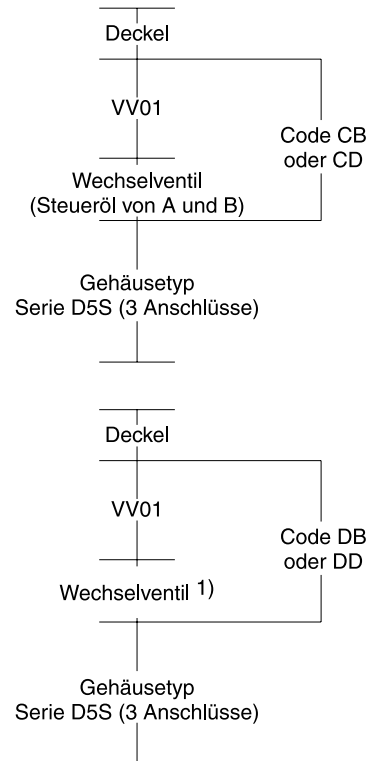 Deckel
VV01
Code CB
oder CD
Wechselventil
(Steueröl von A und B)
Gehäusetyp
Serie D5S (3 Anschlüsse)
Deckel
VV01
Code DB
oder DD
Wechselventil 1)
Gehäusetyp
Serie D5S (3 Anschlüsse)